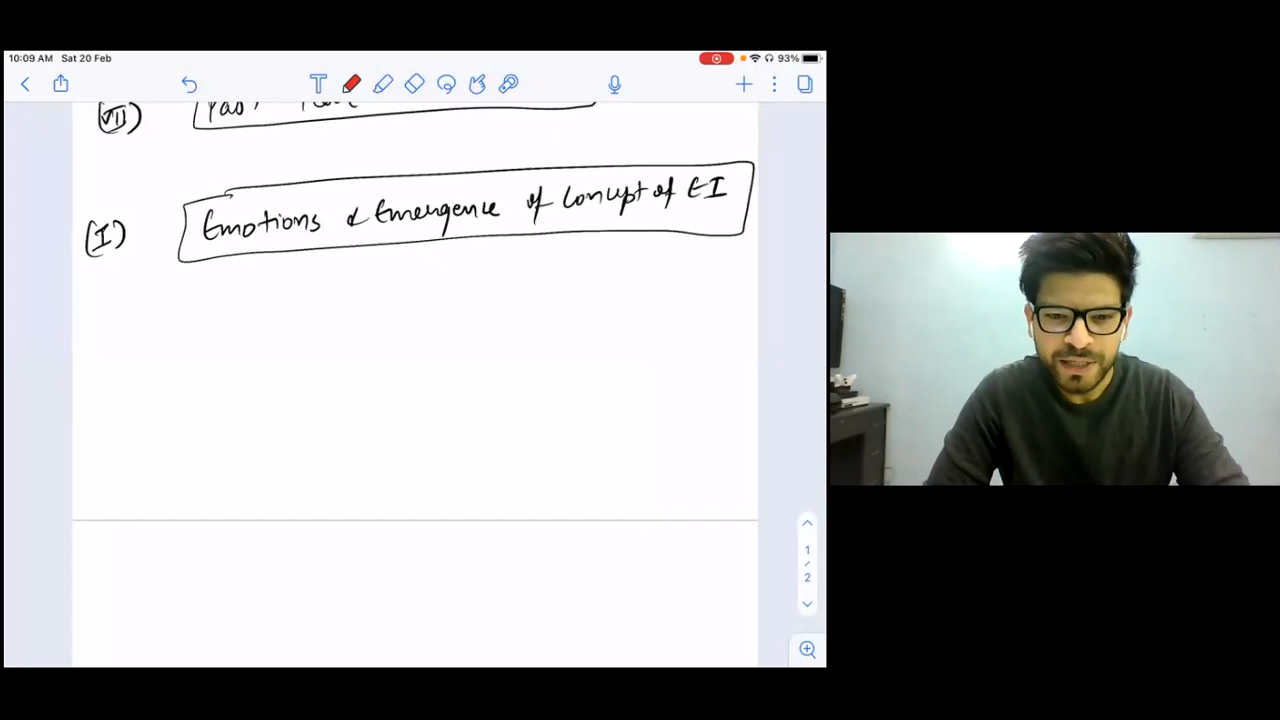 10:09 AM Sat 20 Feb
93%
T
(VII)
(I) Emotions & Emergence of Concept of EI
1
/
2